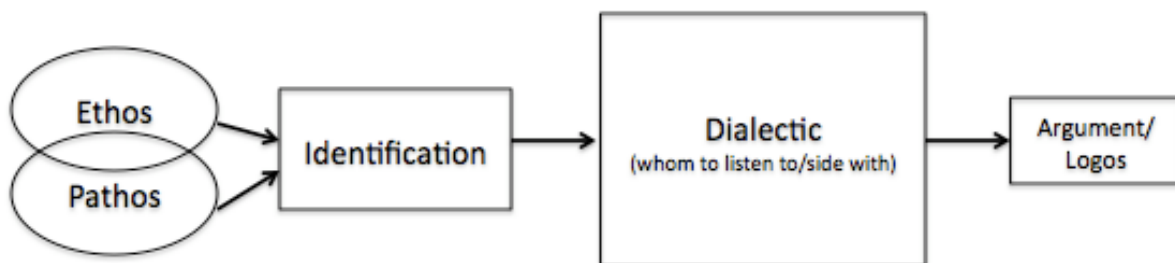 Ethos
Pathos
Identification
Dialectic
(whom to listen to/side with)
Argument/
Logos